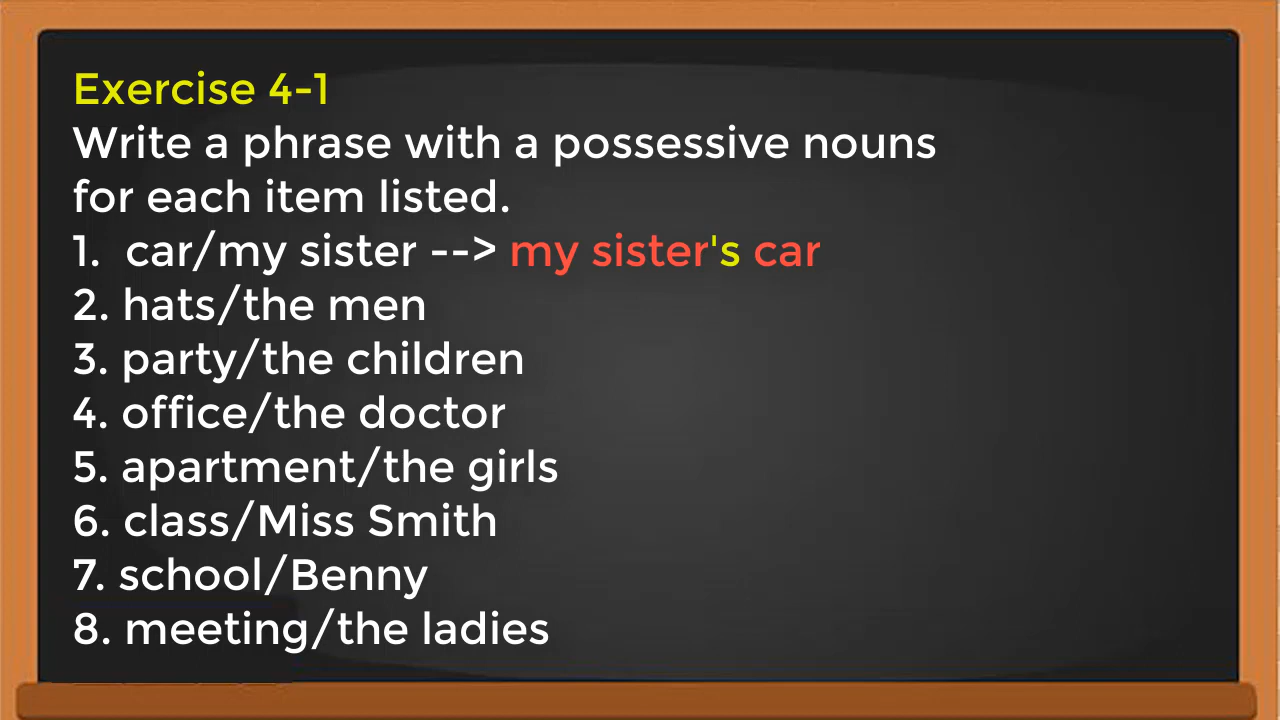 Exercise 4-1
Write a phrase with a possessive nouns
for each item listed.
1. car/my sister --> my sister's car
2. hats/the men
3. party/the children
4. office/the doctor
5. apartment/the girls
6. class/Miss Smith
7. school/Benny
8. meeting/the ladies